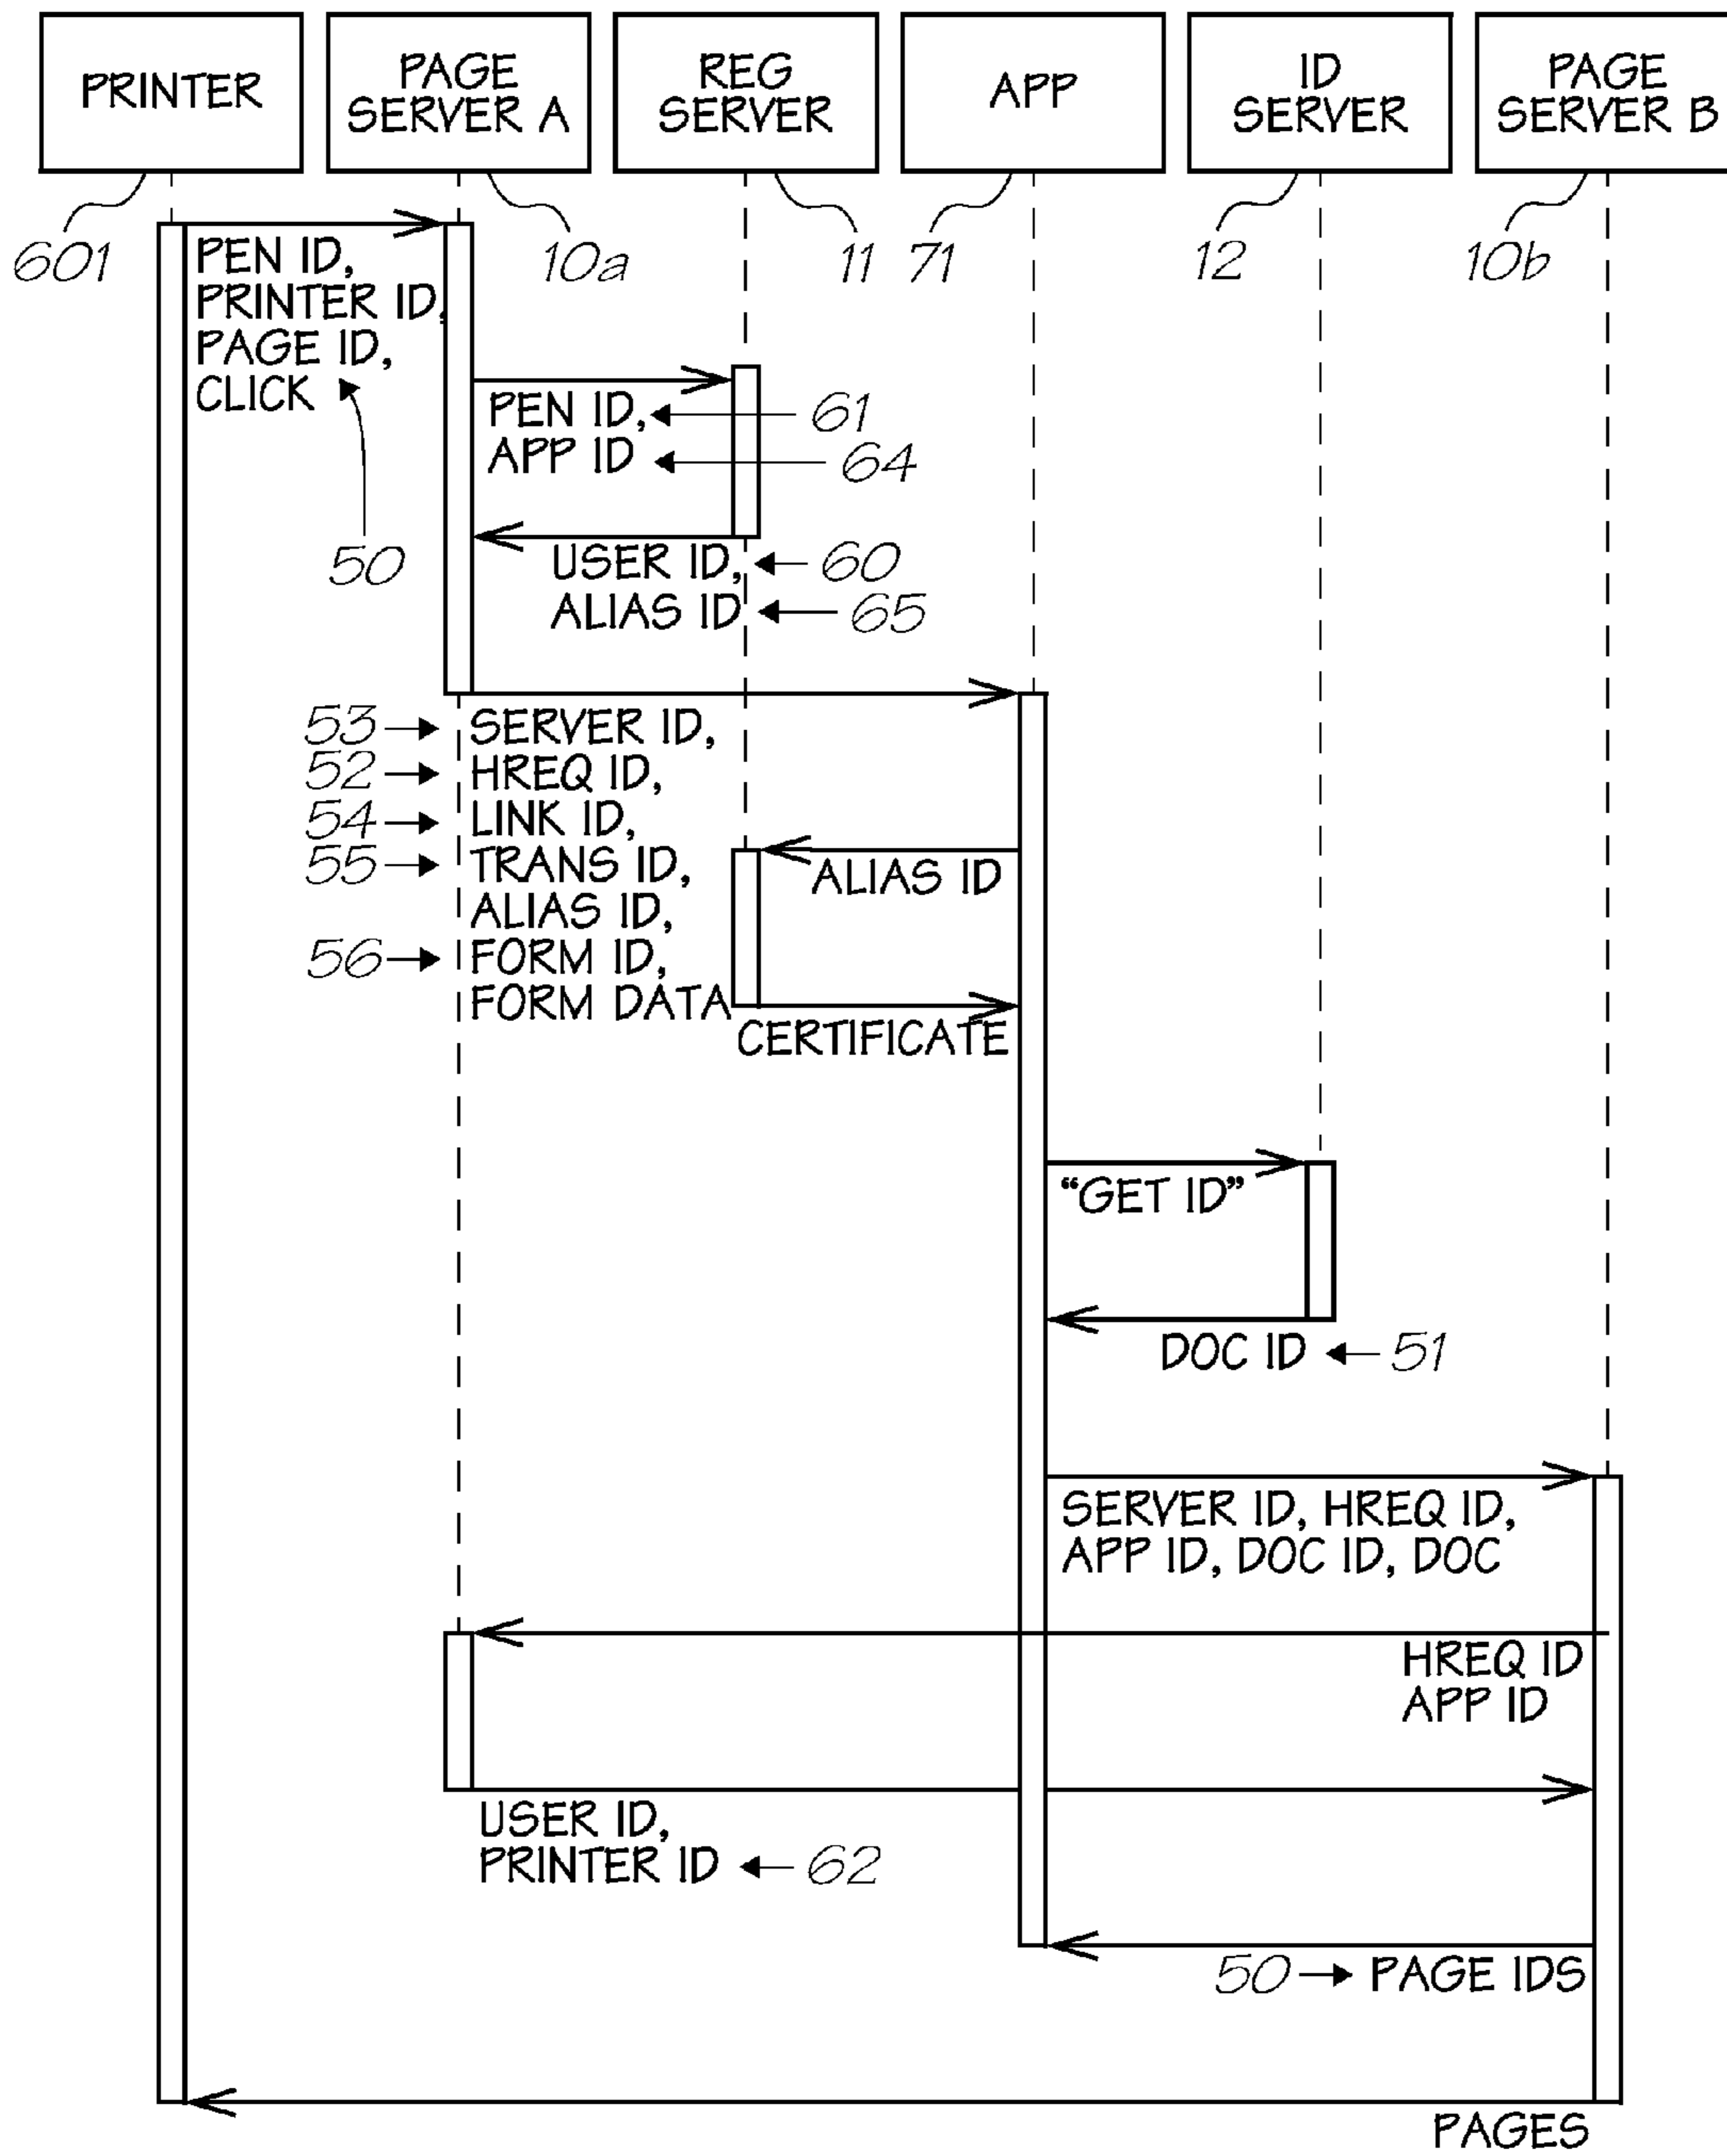 PRINTER
PAGE
SERVER A
REG
SERVER
APP
ID
SERVER
PAGE
SERVER B
601
10a
11
71
12
10b
PEN ID,
PRINTER ID,
PAGE ID,
CLICK
50
PEN ID,
61
APP ID
64
USER ID,
60
ALIAS ID
65
53
SERVER ID,
52
HREQ ID,
54
LINK ID,
55
TRANS ID,
ALIAS ID,
56
FORM ID,
FORM DATA
ALIAS ID
CERTIFICATE
“GET ID”
DOC ID
51
SERVER ID, HREQ ID,
APP ID, DOC ID, DOC
HREQ ID
APP ID
USER ID,
PRINTER ID
62
50
PAGE IDS
PAGES